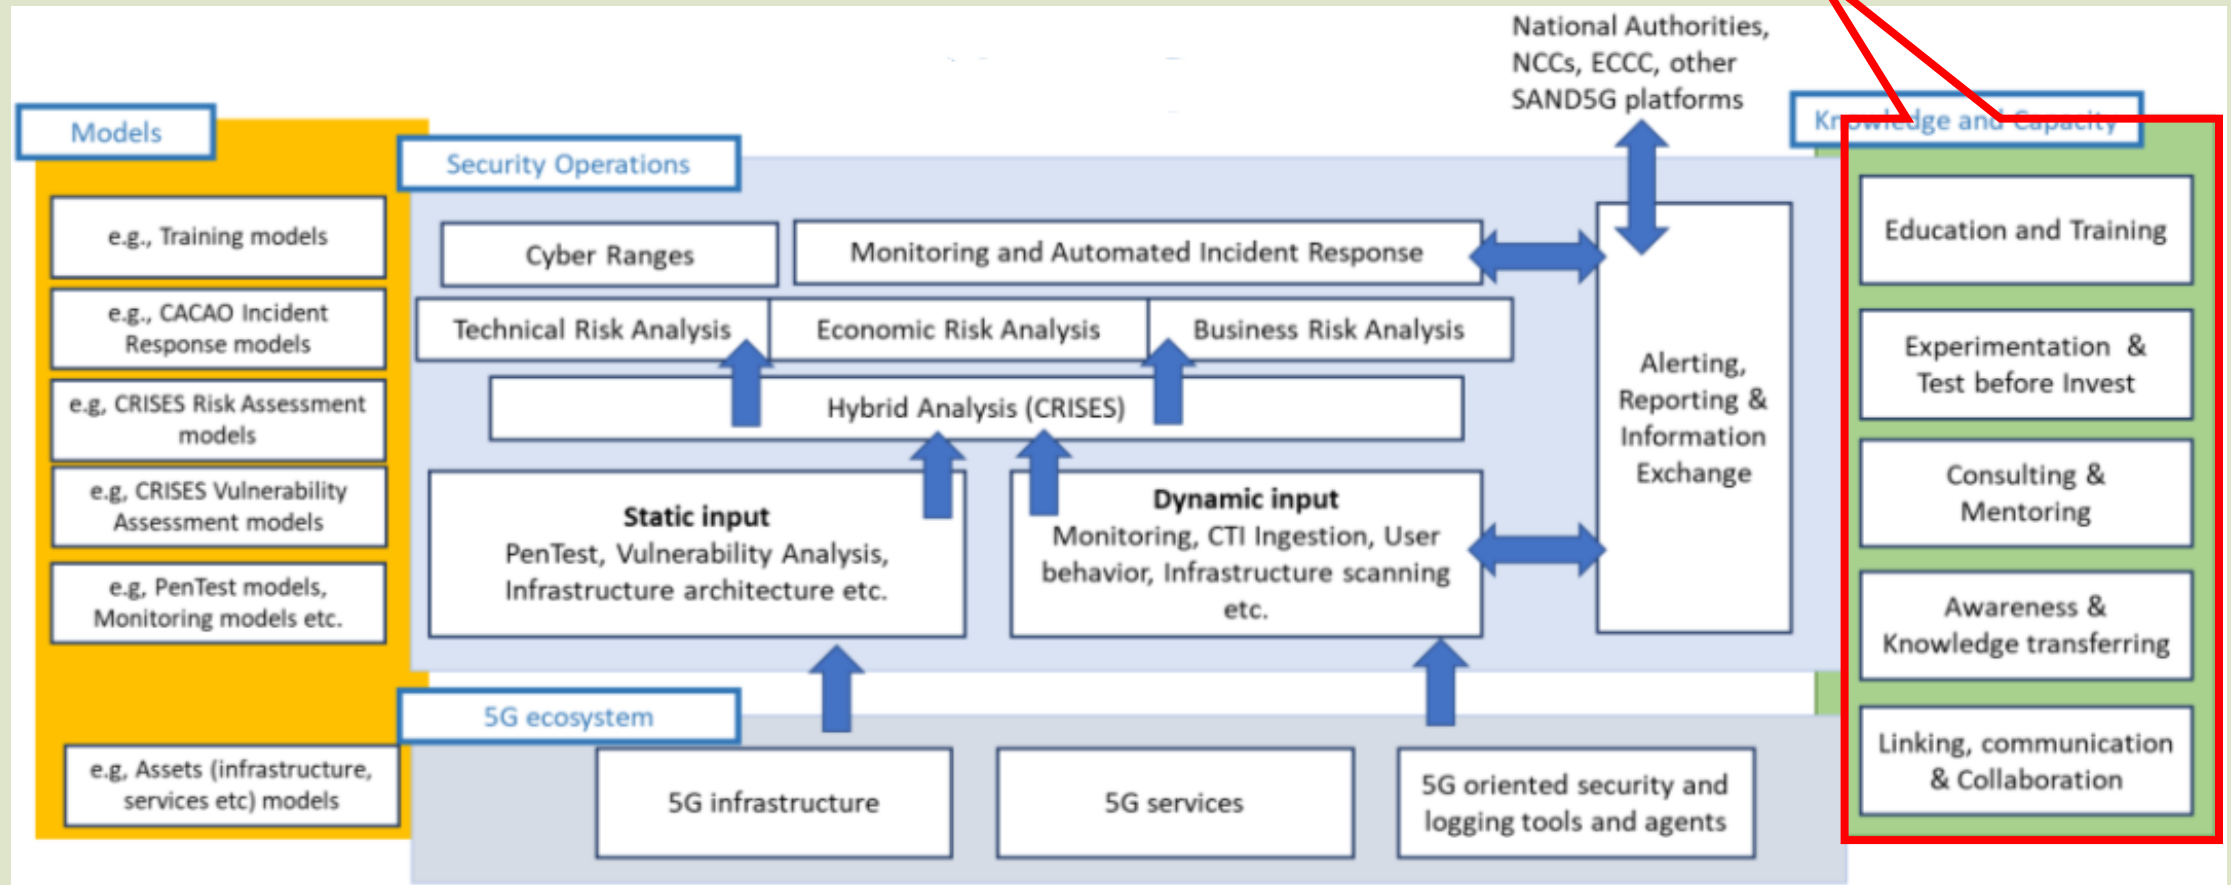 National Authorities,
NCCs, ECCC, other
SAND5G platforms
Models
e.g., Training models
e.g., CACAO Incident
Response models
e.g, CRISES Risk Assessment
models
e.g, CRISES Vulnerability
Assessment models
e.g, PenTest models,
Monitoring models etc.
e.g, Assets (infrastructure,
services etc) models
Security Operations
Cyber Ranges
Monitoring and Automated Incident Response
Technical Risk Analysis
Economic Risk Analysis
Business Risk Analysis
Hybrid Analysis (CRISES)
Static input
PenTest, Vulnerability Analysis,
Infrastructure architecture etc.
Dynamic input
Monitoring, CTI Ingestion, User
behavior, Infrastructure scanning
etc.
Alerting,
Reporting &
Information
Exchange
5G ecosystem
5G infrastructure
5G services
5G oriented security and
logging tools and agents
Knowledge and Capacity
Education and Training
Experimentation &
Test before Invest
Consulting &
Mentoring
Awareness &
Knowledge transferring
Linking, communication
& Collaboration